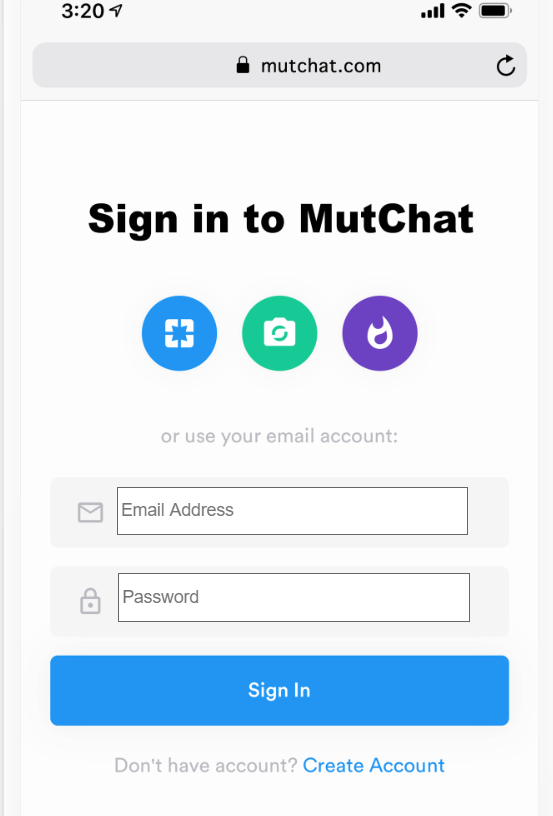 3:20
mutchat.com
Sign in to MutChat
or use your email account:
Email Address
Password
Sign In
Don't have account? Create Account